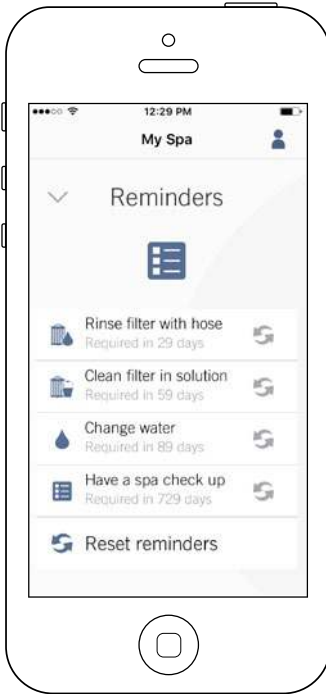 12:29 PM
My Spa
Reminders
Rinse filter with hose
Required in 29 days
Clean filter in solution
Required in 59 days
Change water
Required in 89 days
Have a spa check up
Required in 729 days
Reset reminders